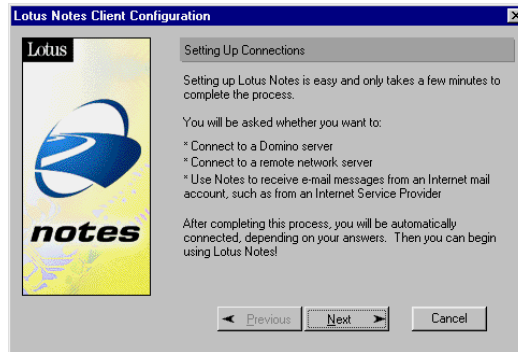 Lotus Notes Client Configuration
Lotus
notes
Setting Up Connections
Setting up Lotus Notes is easy and only takes a few minutes to
complete the process.
You will be asked whether you want to:
* Connect to a Domino server
* Connect to a remote network server
* Use Notes to receive e-mail messages from an Internet mail
account, such as from an Internet Service Provider
After completing this process, you will be automatically
connected, depending on your answers. Then you can begin
using Lotus Notes!
Previous
Next
Cancel